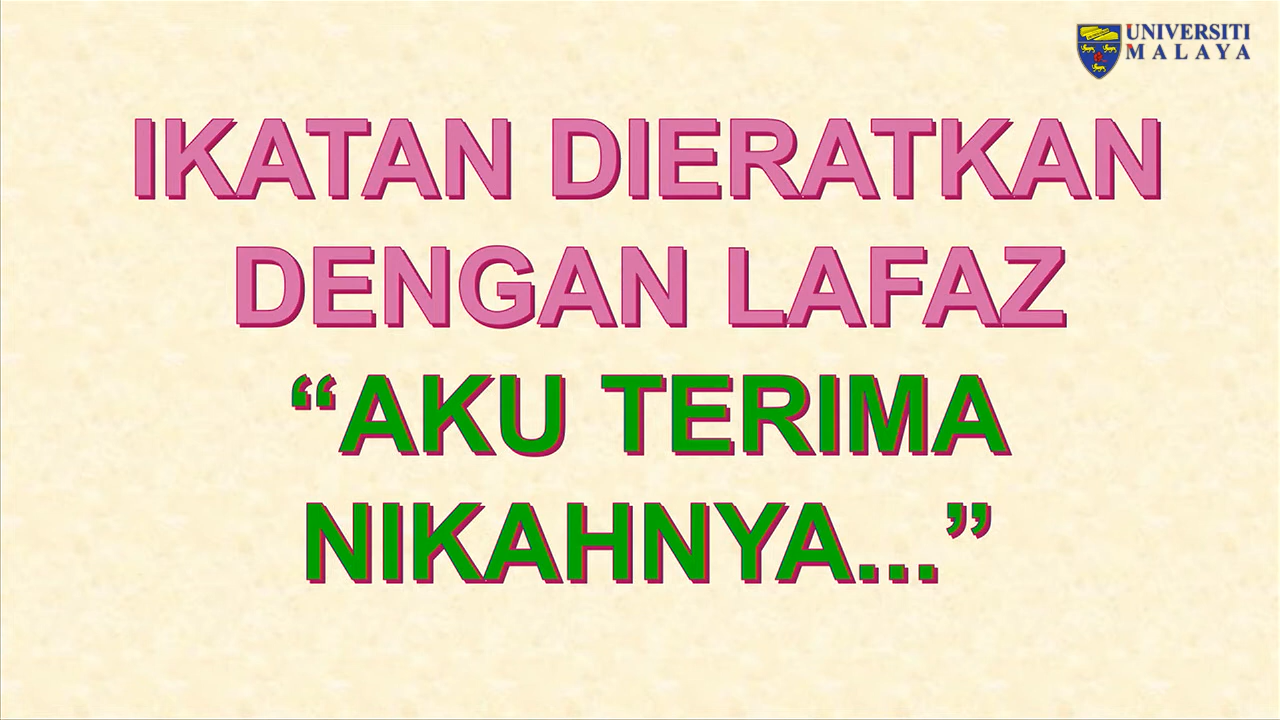 UNIVERSITI
MALAYA
IKATAN DIERATKAN
DENGAN LAFAZ
“AKU TERIMA
NIKAHNYA...”